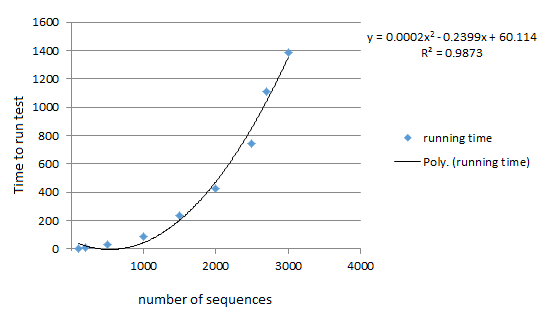 1600
y = 0.0002x² - 0.2399x + 60.114
R² = 0.9873
1400
1200
1000
800
600
400
200
0
Time to run test
running time
Poly. (running time)
1000 2000 3000 4000
number of sequences